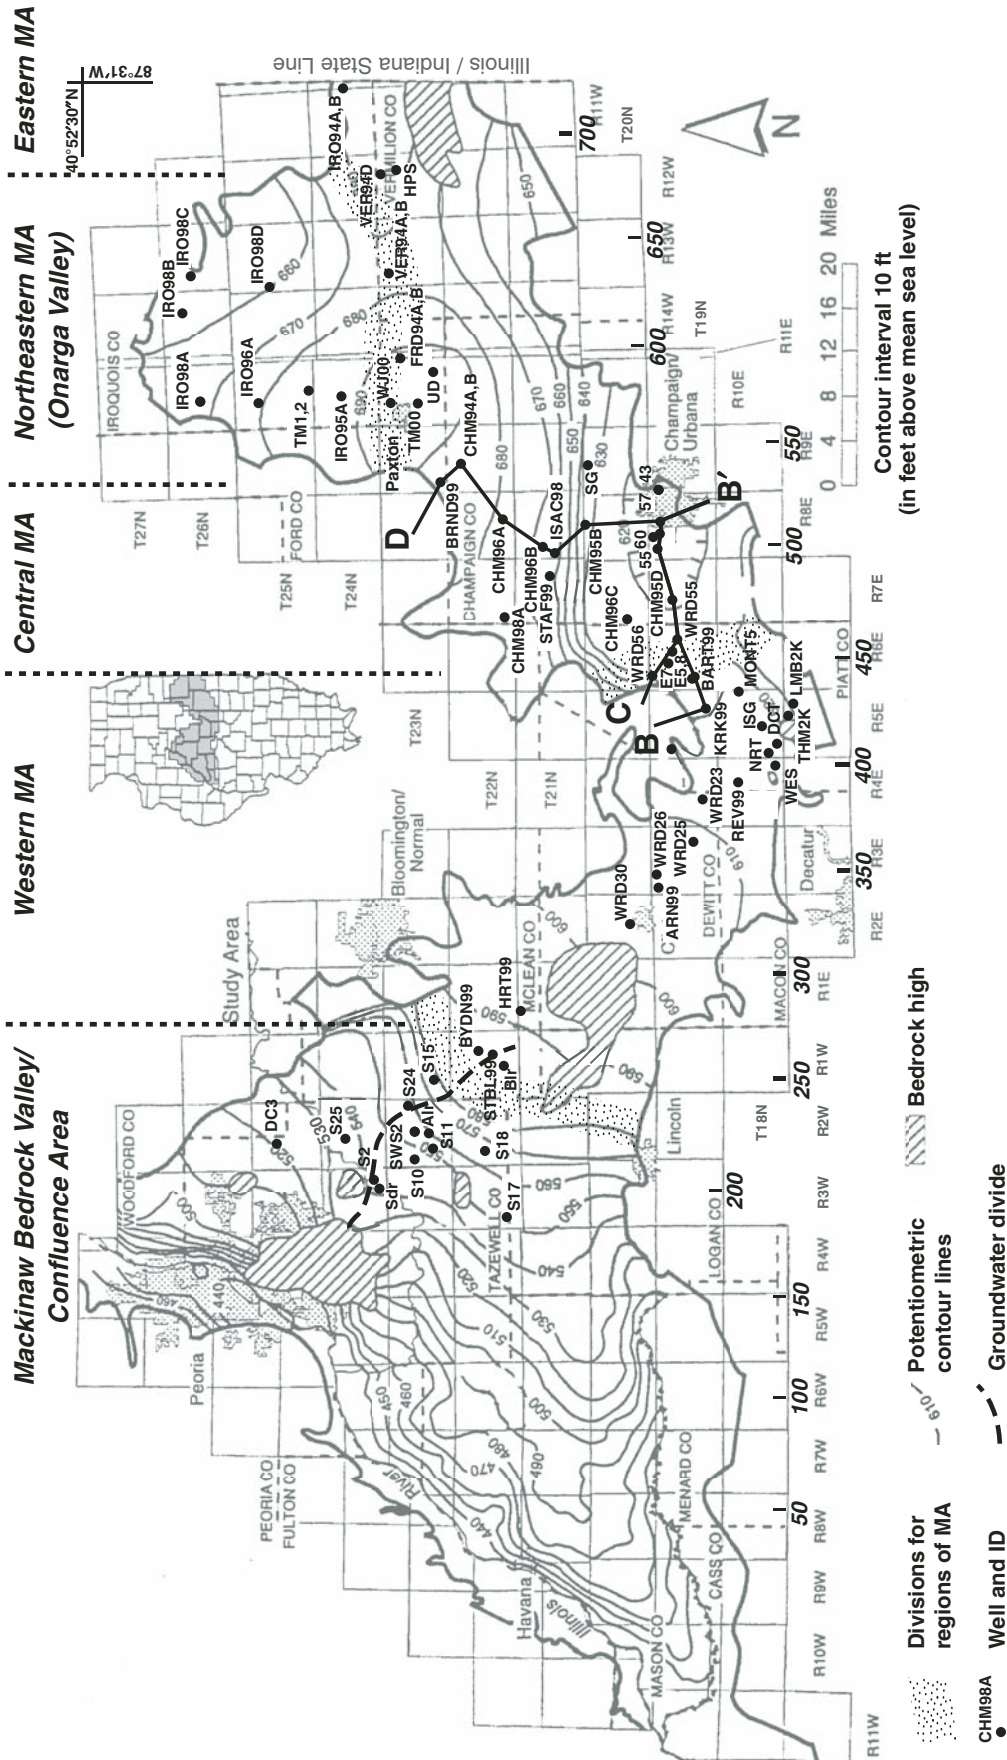 Mackinaw Bedrock Valley/
Confluence Area
Western MA
Central MA
Northeastern MA
(Onarga Valley)
Eastern MA
40°52'30"N
87°31'W
Illinois / Indiana State Line
Study Area
WOODFORD CO
IROQUOIS CO
FORD CO
VERMILION CO
CHAMPAIGN CO
PEORIA CO
FULTON CO
TAZEWELL CO
MCLEAN CO
LOGAN CO
DEWITT CO
MACON CO
PIATT CO
MASON CO
MENARD CO
CASS CO
Peoria
Havana
Illinois
River
Bloomington/
Normal
Lincoln
Decatur
Champaign/
Urbana
Paxton
IRO98A
IRO98B
IRO98C
IRO98D
IRO96A
TM1,2
IRO95A
IRO94A,B
VER94D
HPS
VER94A,B
FRD94A,B
WJ00
TM00
UD
CHM94A,B
BRND99
CHM96A
CHM96B
ISAC98
STAF99
CHM98A
CHM95B
SG
CHM96C
43
57
60
55
CHM95D
WRD55
WRD56
E7
E5,8
BART99
KRK99
MONT5
ISG
LMB2K
DCT
NRT
THM2K
WES
WRD23
REV99
WRD26
WRD25
WRD30
ARN99
HRT99
BYDN99
STBL99
Blr
S15
S24
Alr
S11
SWS2
S10
S18
S17
S25
S2
Sdr
DC3
D
C
B
B'
T27N
T26N
T25N
T24N
T23N
T22N
T21N
T20N
T19N
T18N
R11W
R10W
R9W
R8W
R7W
R6W
R5W
R4W
R3W
R2W
R1W
R1E
R2E
R3E
R4E
R5E
R6E
R7E
R8E
R9E
R10E
R11E
R14W
R13W
R12W
R11W
50
100
150
200
250
300
350
400
450
500
550
600
650
700
440
450
460
470
480
490
500
510
520
530
540
560
570
580
590
600
610
620
630
640
650
660
670
680
690
N
0 4 8 12 16 20 Miles
Contour interval 10 ft
(in feet above mean sea level)
Divisions for
regions of MA
610
Potentiometric
contour lines
Bedrock high
CHM98A
Well and ID
Groundwater divide